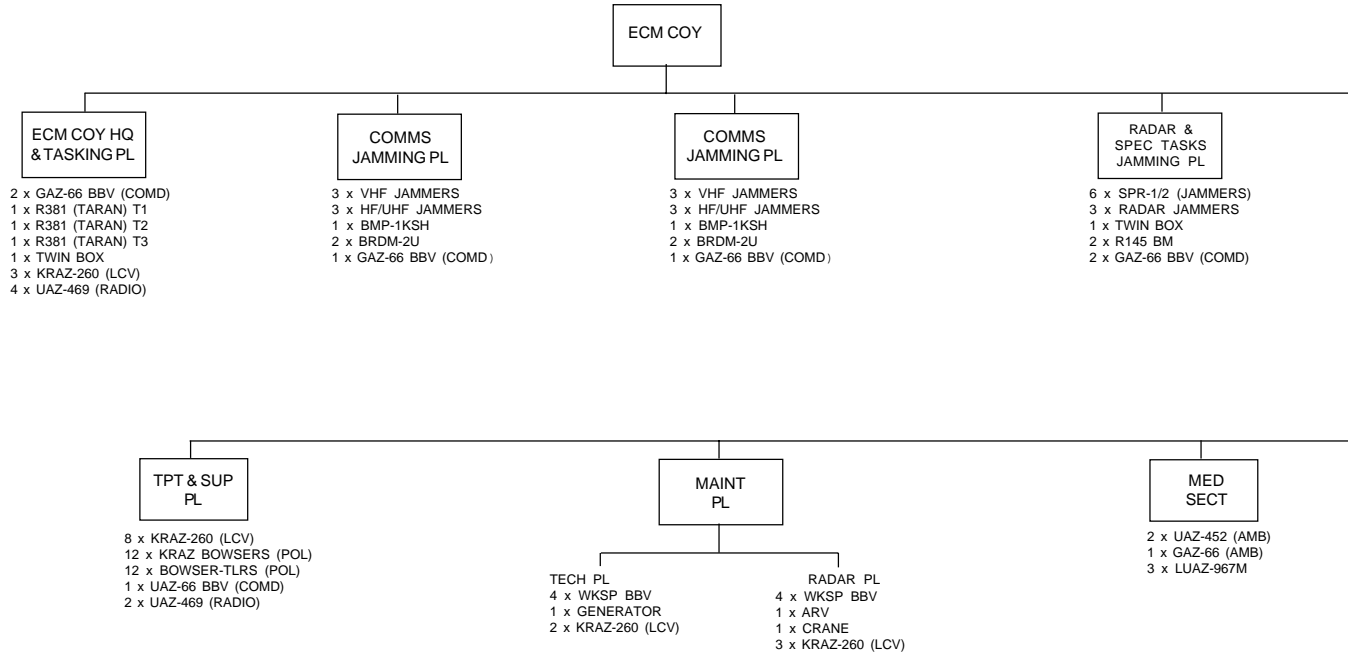 ECM COY
ECM COY HQ
& TASKING PL
2 x GAZ-66 BBV (COMD)
1 x R381 (TARAN) T1
1 x R381 (TARAN) T2
1 x R381 (TARAN) T3
1 x TWIN BOX
3 x KRAZ-260 (LCV)
4 x UAZ-469 (RADIO)
COMMS
JAMMING PL
3 x VHF JAMMERS
3 x HF/UHF JAMMERS
1 x BMP-1KSH
2 x BRDM-2U
1 x GAZ-66 BBV (COMD)
COMMS
JAMMING PL
3 x VHF JAMMERS
3 x HF/UHF JAMMERS
1 x BMP-1KSH
2 x BRDM-2U
1 x GAZ-66 BBV (COMD)
RADAR &
SPEC TASKS
JAMMING PL
6 x SPR-1/2 (JAMMERS)
3 x RADAR JAMMERS
1 x TWIN BOX
2 x R145 BM
2 x GAZ-66 BBV (COMD)
TPT & SUP
PL
8 x KRAZ-260 (LCV)
12 x KRAZ BOWSERS (POL)
12 x BOWSER-TLRS (POL)
1 x UAZ-66 BBV (COMD)
2 x UAZ-469 (RADIO)
MAINT
PL
TECH PL
4 x WKSP BBV
1 x GENERATOR
2 x KRAZ-260 (LCV)
RADAR PL
4 x WKSP BBV
1 x ARV
1 x CRANE
3 x KRAZ-260 (LCV)
MED
SECT
2 x UAZ-452 (AMB)
1 x GAZ-66 (AMB)
3 x LUAZ-967M